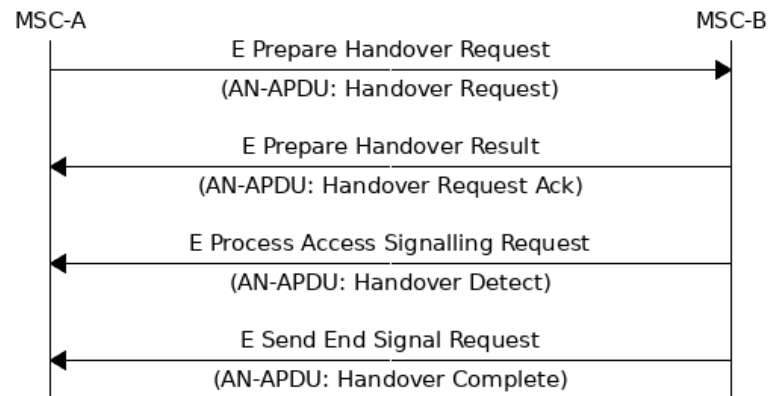 MSC-A MSC-B
E Prepare Handover Request
(AN-APDU: Handover Request)
E Prepare Handover Result
(AN-APDU: Handover Request Ack)
E Process Access Signalling Request
(AN-APDU: Handover Detect)
E Send End Signal Request
(AN-APDU: Handover Complete)